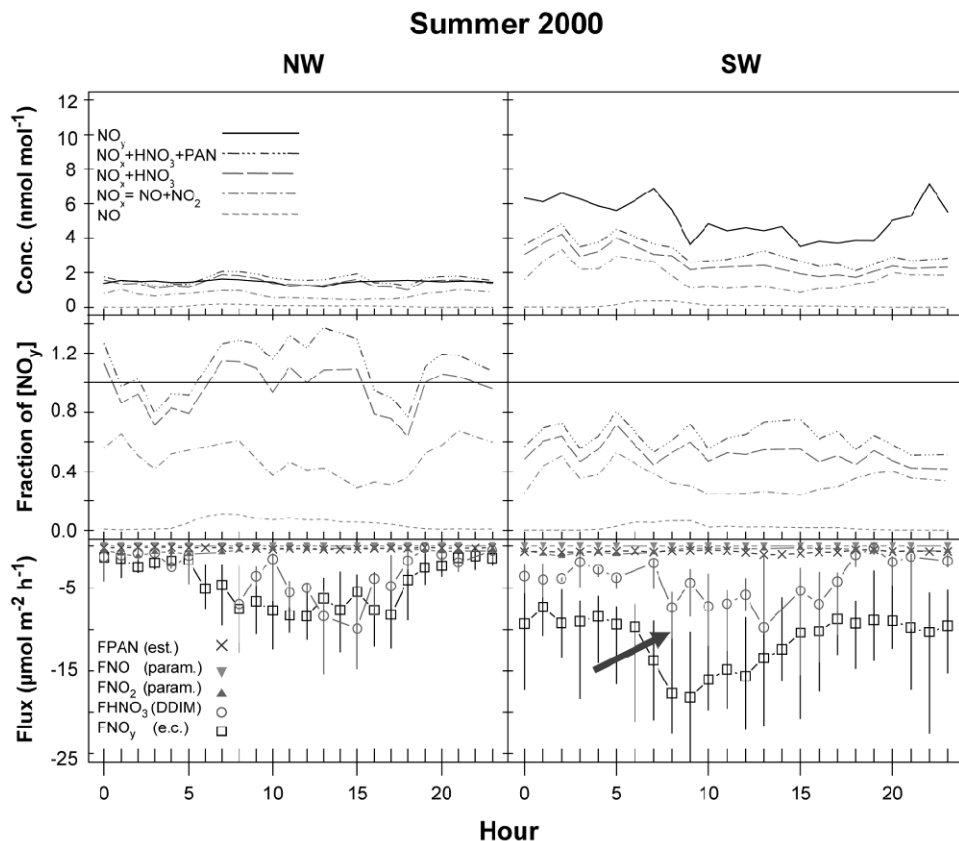 Summer 2000
NW SW
Conc. (nmol mol⁻¹)
12
10
8
6
4
2
0
NOy
NOx+HNO3+PAN
NOx+HNO3
NOx= NO+NO2
NO
Fraction of [NOy]
1.2
0.8
0.4
0.0
Flux (μmol m⁻² h⁻¹)
-5
-15
-25
FPAN (est.)
FNO (param.)
FNO2 (param.)
FHNO3 (DDIM)
FNOy (e.c.)
0 5 10 15 20 0 5 10 15 20
Hour